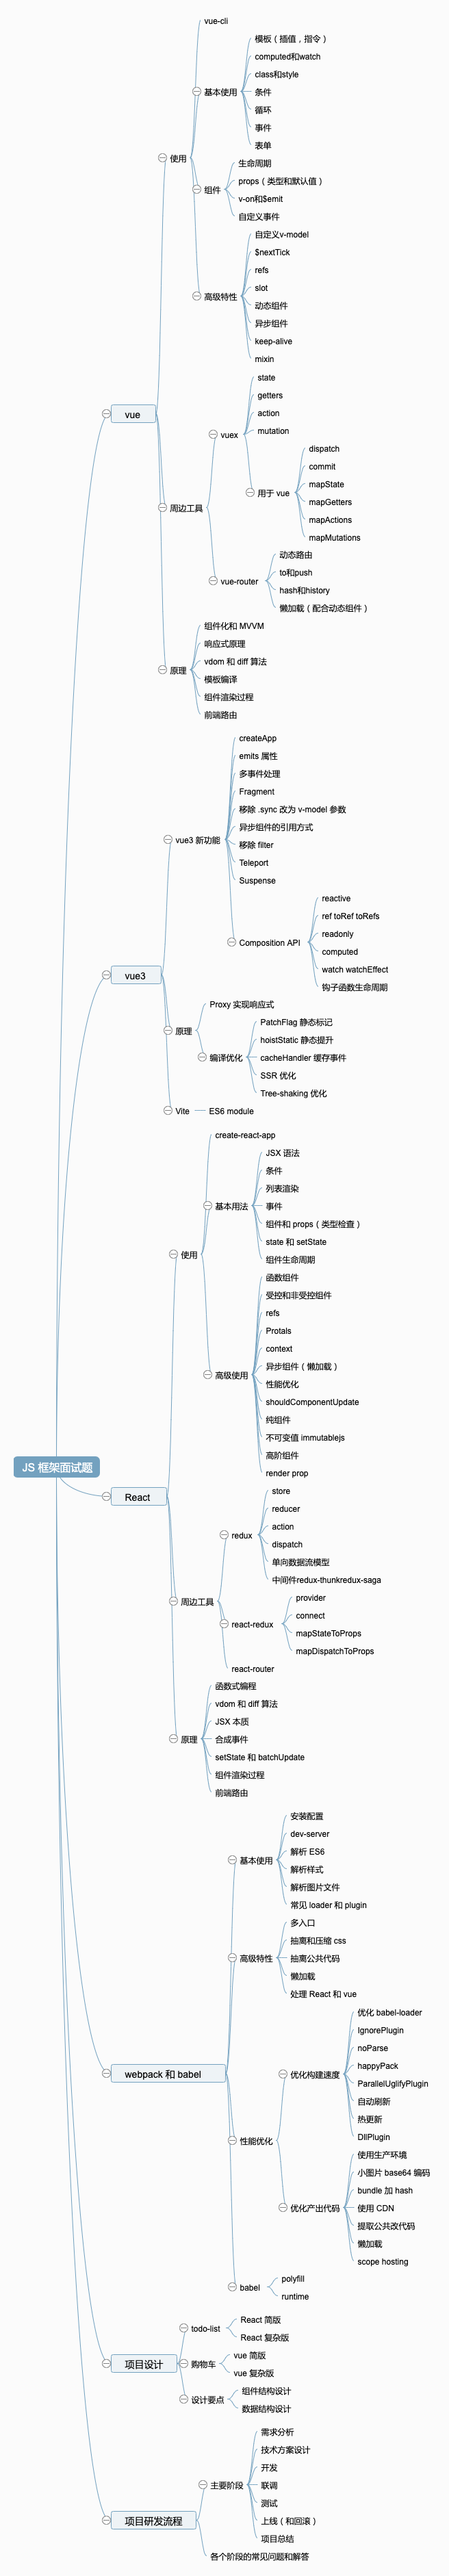 vue-cli
模板（插值，指令）
computed和watch
class和style
基本使用
条件
循环
事件
表单
使用
生命周期
props（类型和默认值）
组件
v-on和$emit
自定义事件
自定义v-model
$nextTick
refs
slot
高级特性
动态组件
异步组件
keep-alive
mixin
state
getters
vue
action
mutation
vuex
dispatch
commit
mapState
用于 vue
mapGetters
周边工具
mapActions
mapMutations
动态路由
to和push
vue-router
hash和history
懒加载（配合动态组件）
组件化和 MVVM
响应式原理
vdom 和 diff 算法
原理
模板编译
组件渲染过程
前端路由
createApp
emits 属性
多事件处理
Fragment
移除 .sync 改为 v-model 参数
异步组件的引用方式
vue3 新功能
移除 filter
Teleport
Suspense
reactive
ref toRef toRefs
readonly
Composition API
computed
watch watchEffect
vue3
钩子函数生命周期
Proxy 实现响应式
PatchFlag 静态标记
原理
hoistStatic 静态提升
编译优化
cacheHandler 缓存事件
SSR 优化
Tree-shaking 优化
Vite
ES6 module
create-react-app
JSX 语法
条件
列表渲染
基本用法
事件
组件和 props（类型检查）
state 和 setState
使用
组件生命周期
函数组件
受控和非受控组件
refs
Protals
context
异步组件（懒加载）
高级使用
性能优化
shouldComponentUpdate
纯组件
不可变值 immutablejs
高阶组件
JS 框架面试题
render prop
store
React
reducer
action
redux
dispatch
单向数据流模型
中间件redux-thunkredux-saga
provider
周边工具
connect
react-redux
mapStateToProps
mapDispatchToProps
react-router
函数式编程
vdom 和 diff 算法
JSX 本质
原理
合成事件
setState 和 batchUpdate
组件渲染过程
前端路由
安装配置
dev-server
解析 ES6
基本使用
解析样式
解析图片文件
常见 loader 和 plugin
多入口
抽离和压缩 css
高级特性
抽离公共代码
懒加载
处理 React 和 vue
优化 babel-loader
IgnorePlugin
noParse
happyPack
webpack 和 babel
优化构建速度
ParallelUglifyPlugin
自动刷新
热更新
DllPlugin
性能优化
使用生产环境
小图片 base64 编码
bundle 加 hash
优化产出代码
使用 CDN
提取公共改代码
懒加载
scope hosting
polyfill
babel
runtime
React 简版
todo-list
React 复杂版
vue 简版
项目设计
购物车
vue 复杂版
组件结构设计
设计要点
数据结构设计
需求分析
技术方案设计
开发
主要阶段
联调
测试
项目研发流程
上线（和回滚）
项目总结
各个阶段的常见问题和解答